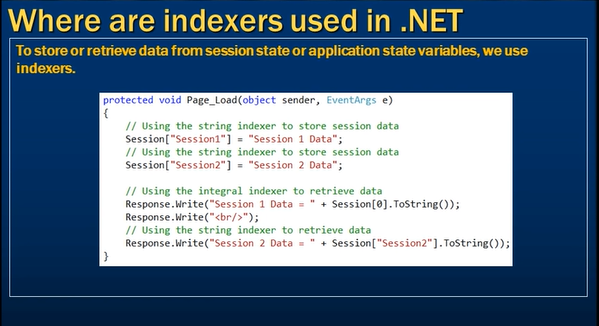 Where are indexers used in .NET
To store or retrieve data from session state or application state variables, we use
indexers.
protected void Page_Load(object sender, EventArgs e)
{
    // Using the string indexer to store session data
    Session["Session1"] = "Session 1 Data";
    // Using the string indexer to store session data
    Session["Session2"] = "Session 2 Data";

    // Using the integral indexer to retrieve data
    Response.Write("Session 1 Data = " + Session[0].ToString());
    Response.Write("<br/>");
    // Using the string indexer to retrieve data
    Response.Write("Session 2 Data = " + Session["Session2"].ToString());
}